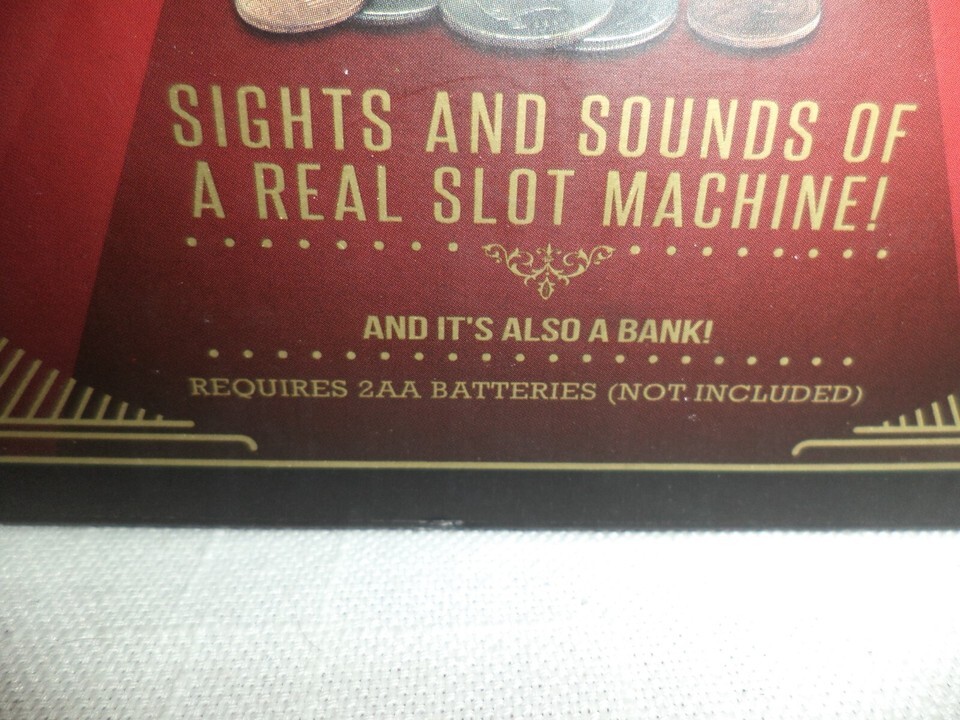 SIGHTS AND SOUNDS OF
A REAL SLOT MACHINE!
AND IT'S ALSO A BANK!
REQUIRES 2AA BATTERIES (NOT INCLUDED)